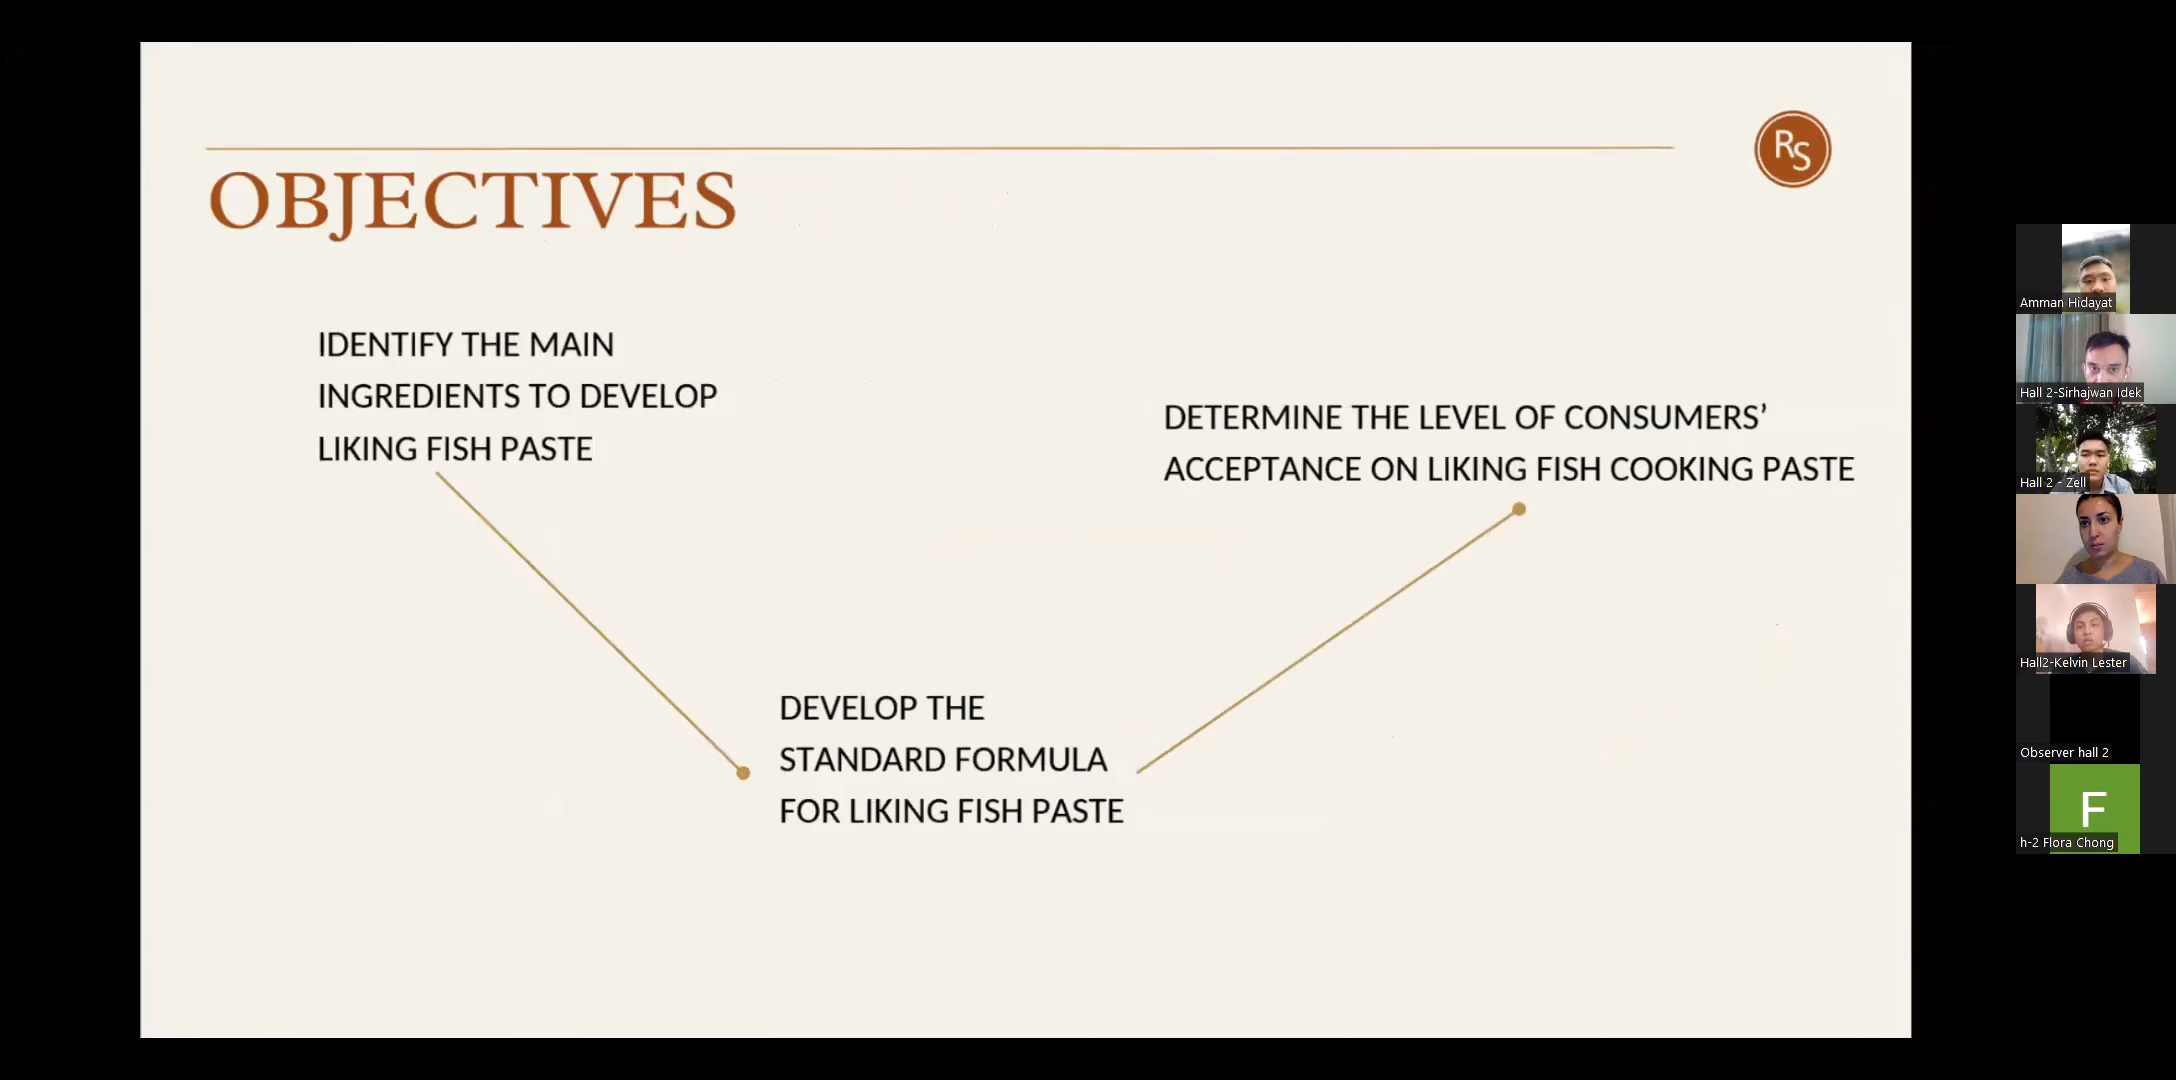 RS
OBJECTIVES
IDENTIFY THE MAIN
INGREDIENTS TO DEVELOP
LIKING FISH PASTE
DETERMINE THE LEVEL OF CONSUMERS’
ACCEPTANCE ON LIKING FISH COOKING PASTE
DEVELOP THE
STANDARD FORMULA
FOR LIKING FISH PASTE
Amman Hidayat
Hall 2-Sirhajwan Idek
Hall 2 - Zell
Hall2-Kelvin Lester
Observer hall 2
F
h-2 Flora Chong